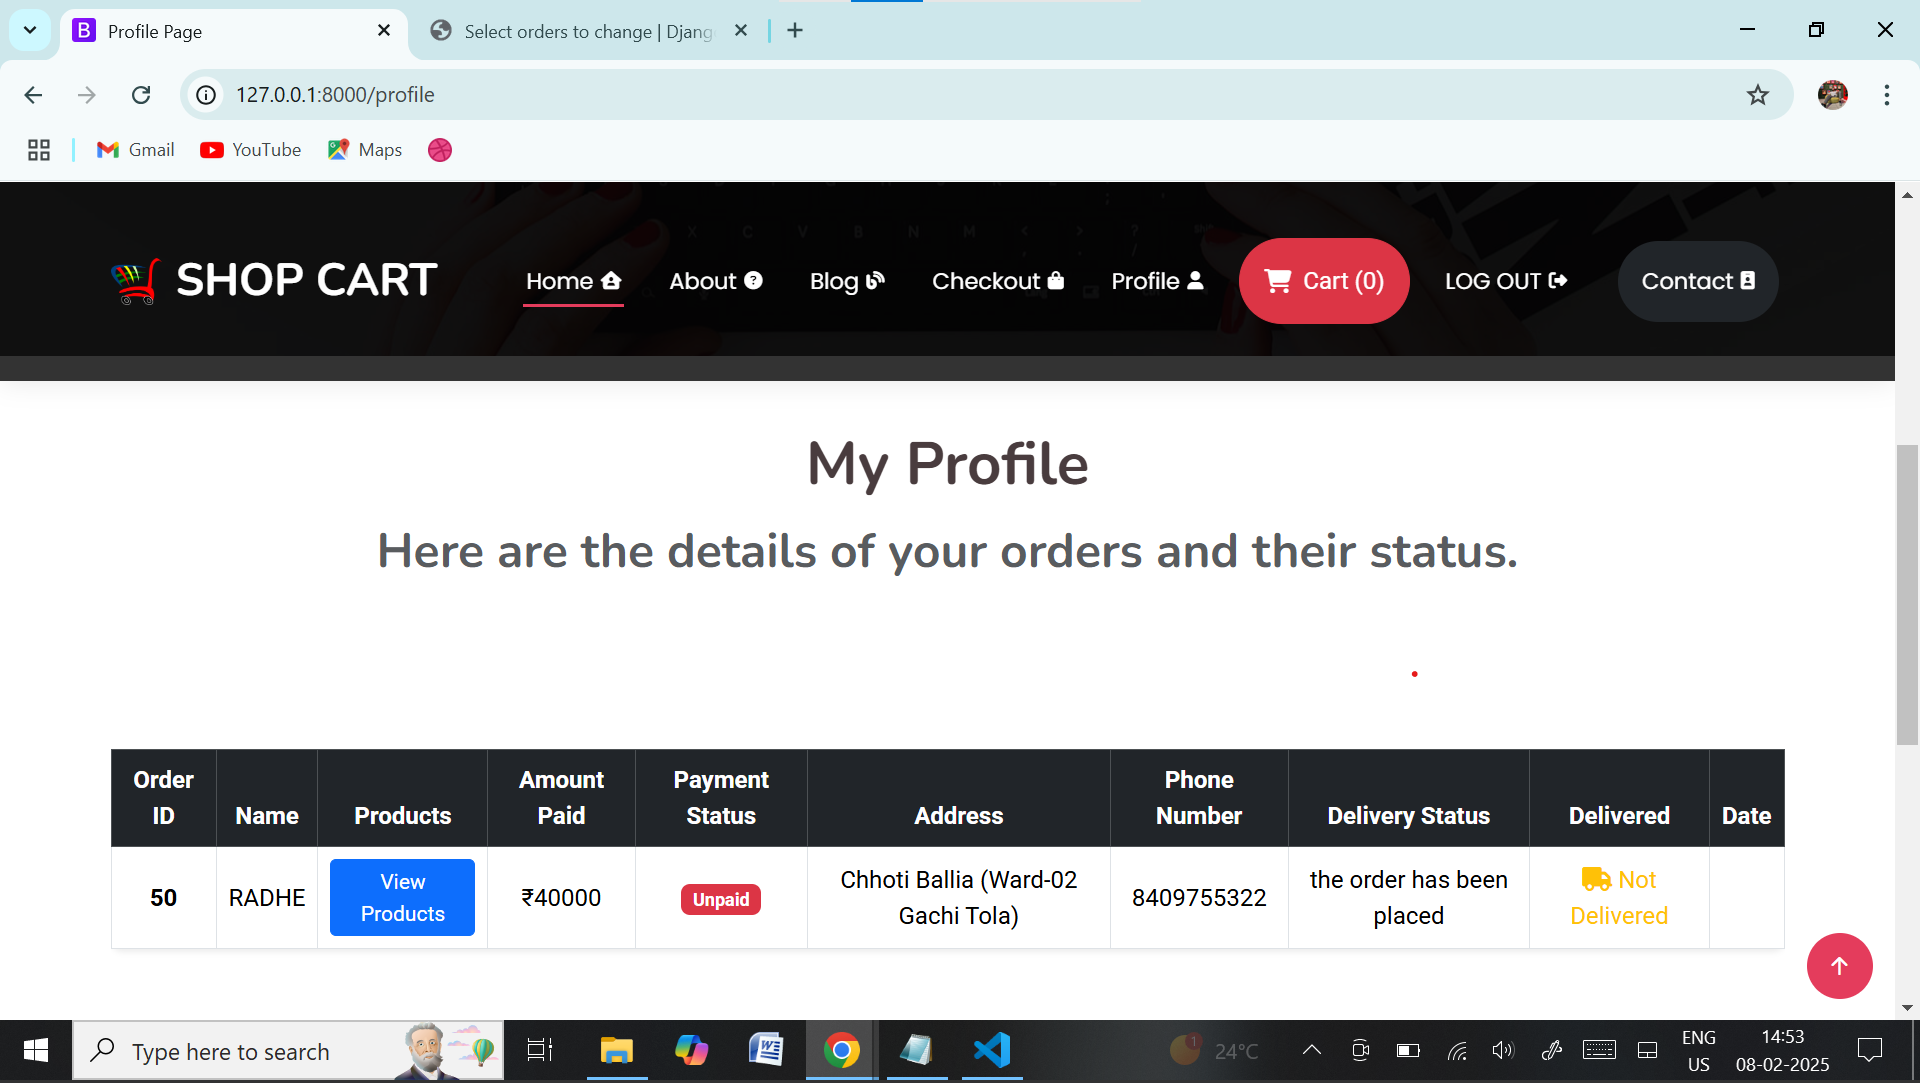 Profile Page
Select orders to change | Djang
127.0.0.1:8000/profile
Gmail
YouTube
Maps
SHOP CART
Home
About
Blog
Checkout
Profile
Cart (0)
LOG OUT
Contact
My Profile
Here are the details of your orders and their status.
Order ID
Name
Products
Amount Paid
Payment Status
Address
Phone Number
Delivery Status
Delivered
Date
50
RADHE
View
Products
₹40000
Unpaid
Chhoti Ballia (Ward-02
Gachi Tola)
8409755322
the order has been
placed
Not
Delivered
Type here to search
1
24°C
ENG
US
14:53
08-02-2025